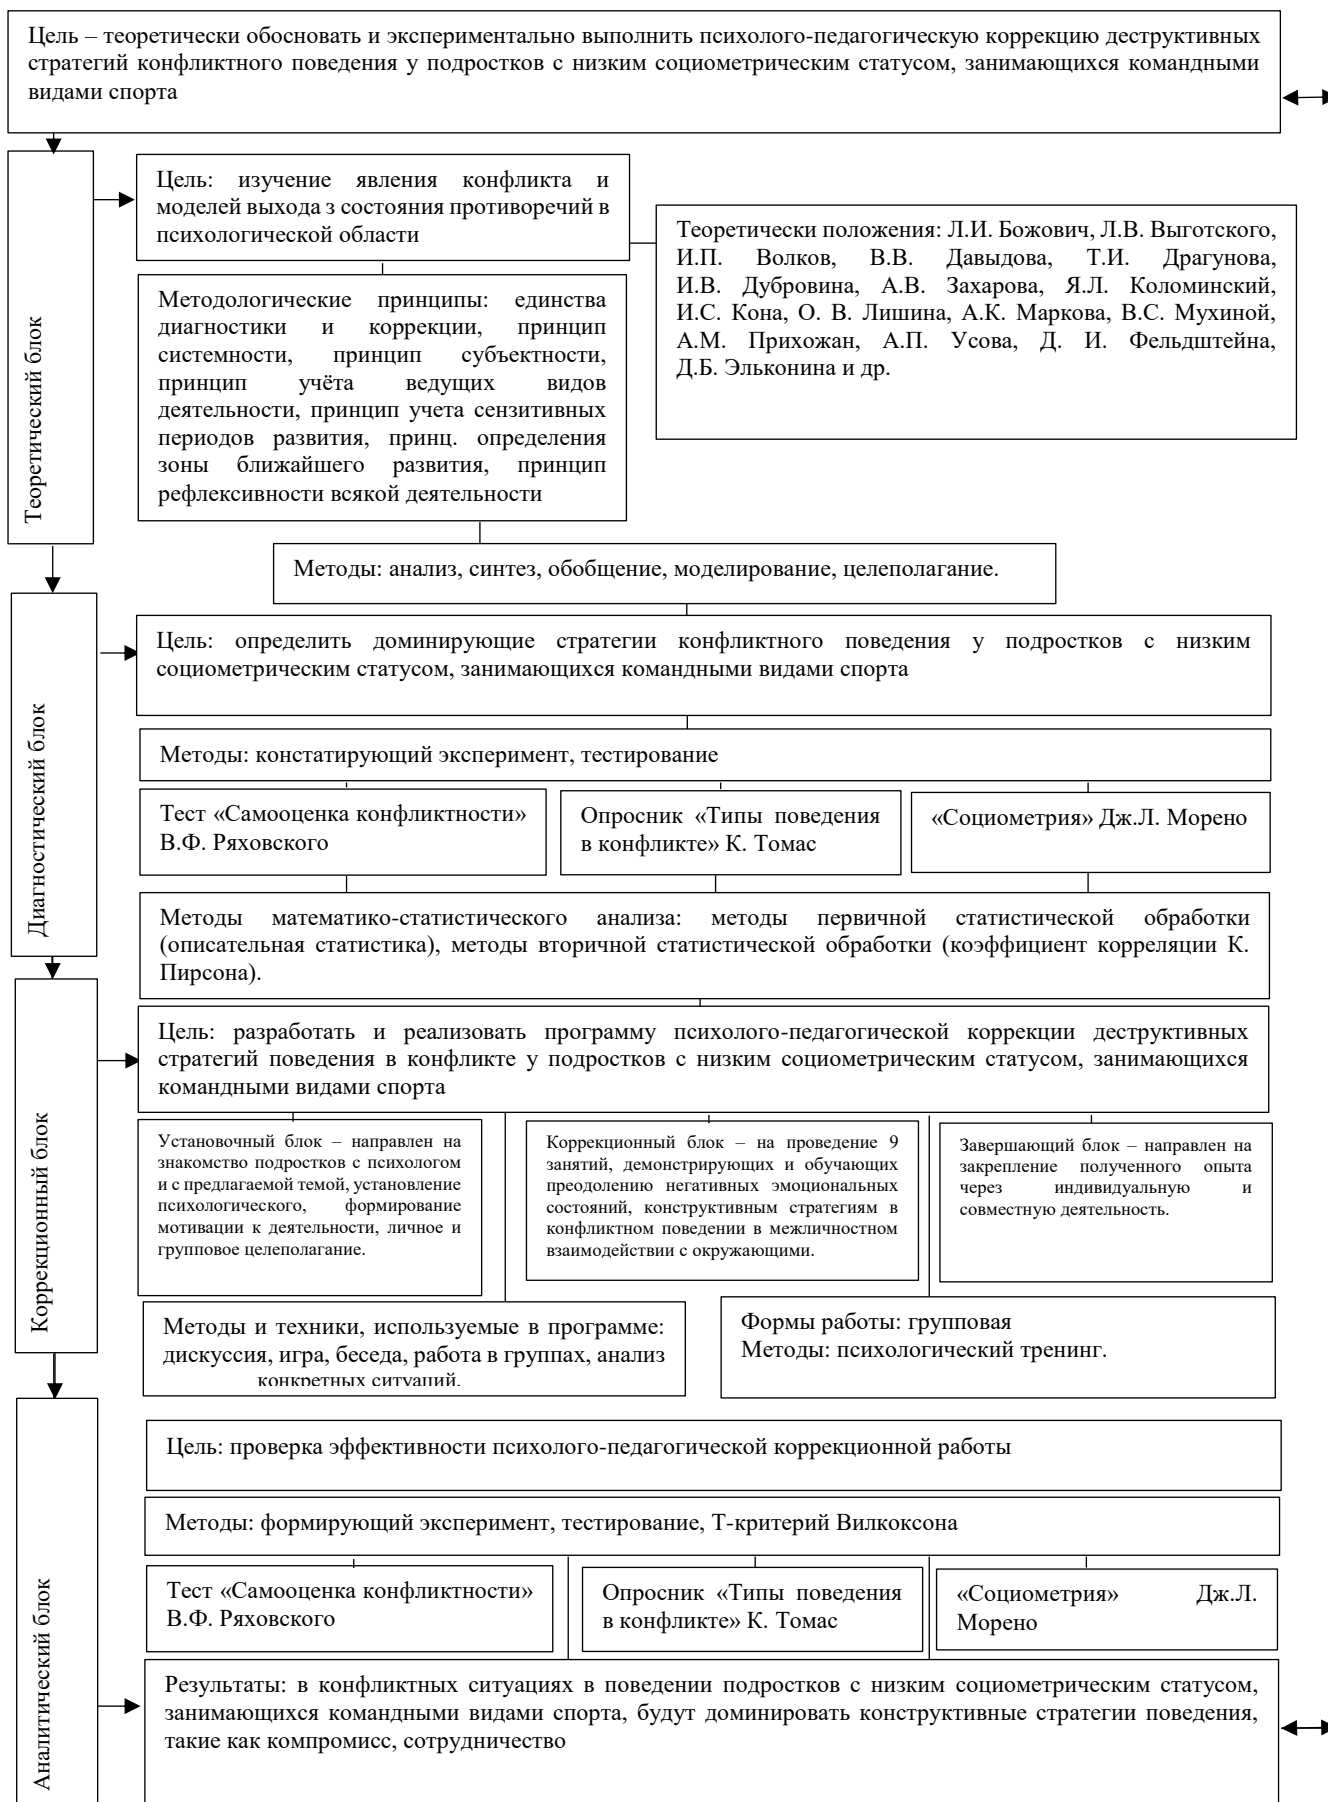 Цель – теоретически обосновать и экспериментально выполнить психолого-педагогическую коррекцию деструктивных
стратегий конфликтного поведения у подростков с низким социометрическим статусом, занимающихся командными
видами спорта
Теоретический блок
Цель: изучение явления конфликта и
моделей выхода з состояния противоречий в
психологической области
Теоретически положения: Л.И. Божович, Л.В. Выготского,
И.П. Волков, В.В. Давыдова, Т.И. Драгунова,
И.В. Дубровина, А.В. Захарова, Я.Л. Коломинский,
И.С. Кона, О. В. Лишина, А.К. Маркова, В.С. Мухиной,
А.М. Прихожан, А.П. Усова, Д. И. Фельдштейна,
Д.Б. Эльконина и др.
Методологические принципы: единства
диагностики и коррекции, принцип
системности, принцип субъектности,
принцип учёта ведущих видов
деятельности, принцип учета сензитивных
периодов развития, принц. определения
зоны ближайшего развития, принцип
рефлексивности всякой деятельности
Методы: анализ, синтез, обобщение, моделирование, целеполагание.
Диагностический блок
Цель: определить доминирующие стратегии конфликтного поведения у подростков с низким
социометрическим статусом, занимающихся командными видами спорта
Методы: констатирующий эксперимент, тестирование
Тест «Самооценка конфликтности»
В.Ф. Ряховского
Опросник «Типы поведения
в конфликте» К. Томас
«Социометрия» Дж.Л. Морено
Методы математико-статистического анализа: методы первичной статистической обработки
(описательная статистика), методы вторичной статистической обработки (коэффициент корреляции К.
Пирсона).
Коррекционный блок
Цель: разработать и реализовать программу психолого-педагогической коррекции деструктивных
стратегий поведения в конфликте у подростков с низким социометрическим статусом, занимающихся
командными видами спорта
Установочный блок – направлен на
знакомство подростков с психологом
и с предлагаемой темой, установление
психологического, формирование
мотивации к деятельности, личное и
групповое целеполагание.
Коррекционный блок – на проведение 9
занятий, демонстрирующих и обучающих
преодолению негативных эмоциональных
состояний, конструктивным стратегиям в
конфликтном поведении в межличностном
взаимодействии с окружающими.
Завершающий блок – направлен на
закрепление полученного опыта
через индивидуальную и
совместную деятельность.
Методы и техники, используемые в программе:
дискуссия, игра, беседа, работа в группах, анализ
конкретных ситуаций.
Формы работы: групповая
Методы: психологический тренинг.
Аналитический блок
Цель: проверка эффективности психолого-педагогической коррекционной работы
Методы: формирующий эксперимент, тестирование, Т-критерий Вилкоксона
Тест «Самооценка конфликтности»
В.Ф. Ряховского
Опросник «Типы поведения
в конфликте» К. Томас
«Социометрия» Дж.Л.
Морено
Результаты: в конфликтных ситуациях в поведении подростков с низким социометрическим статусом,
занимающихся командными видами спорта, будут доминировать конструктивные стратегии поведения,
такие как компромисс, сотрудничество